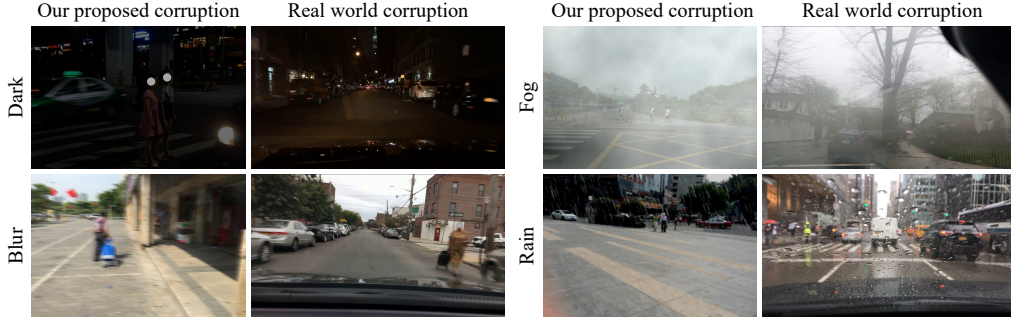 Our proposed corruption Real world corruption Our proposed corruption Real world corruption
Dark
Fog
Blur
Rain